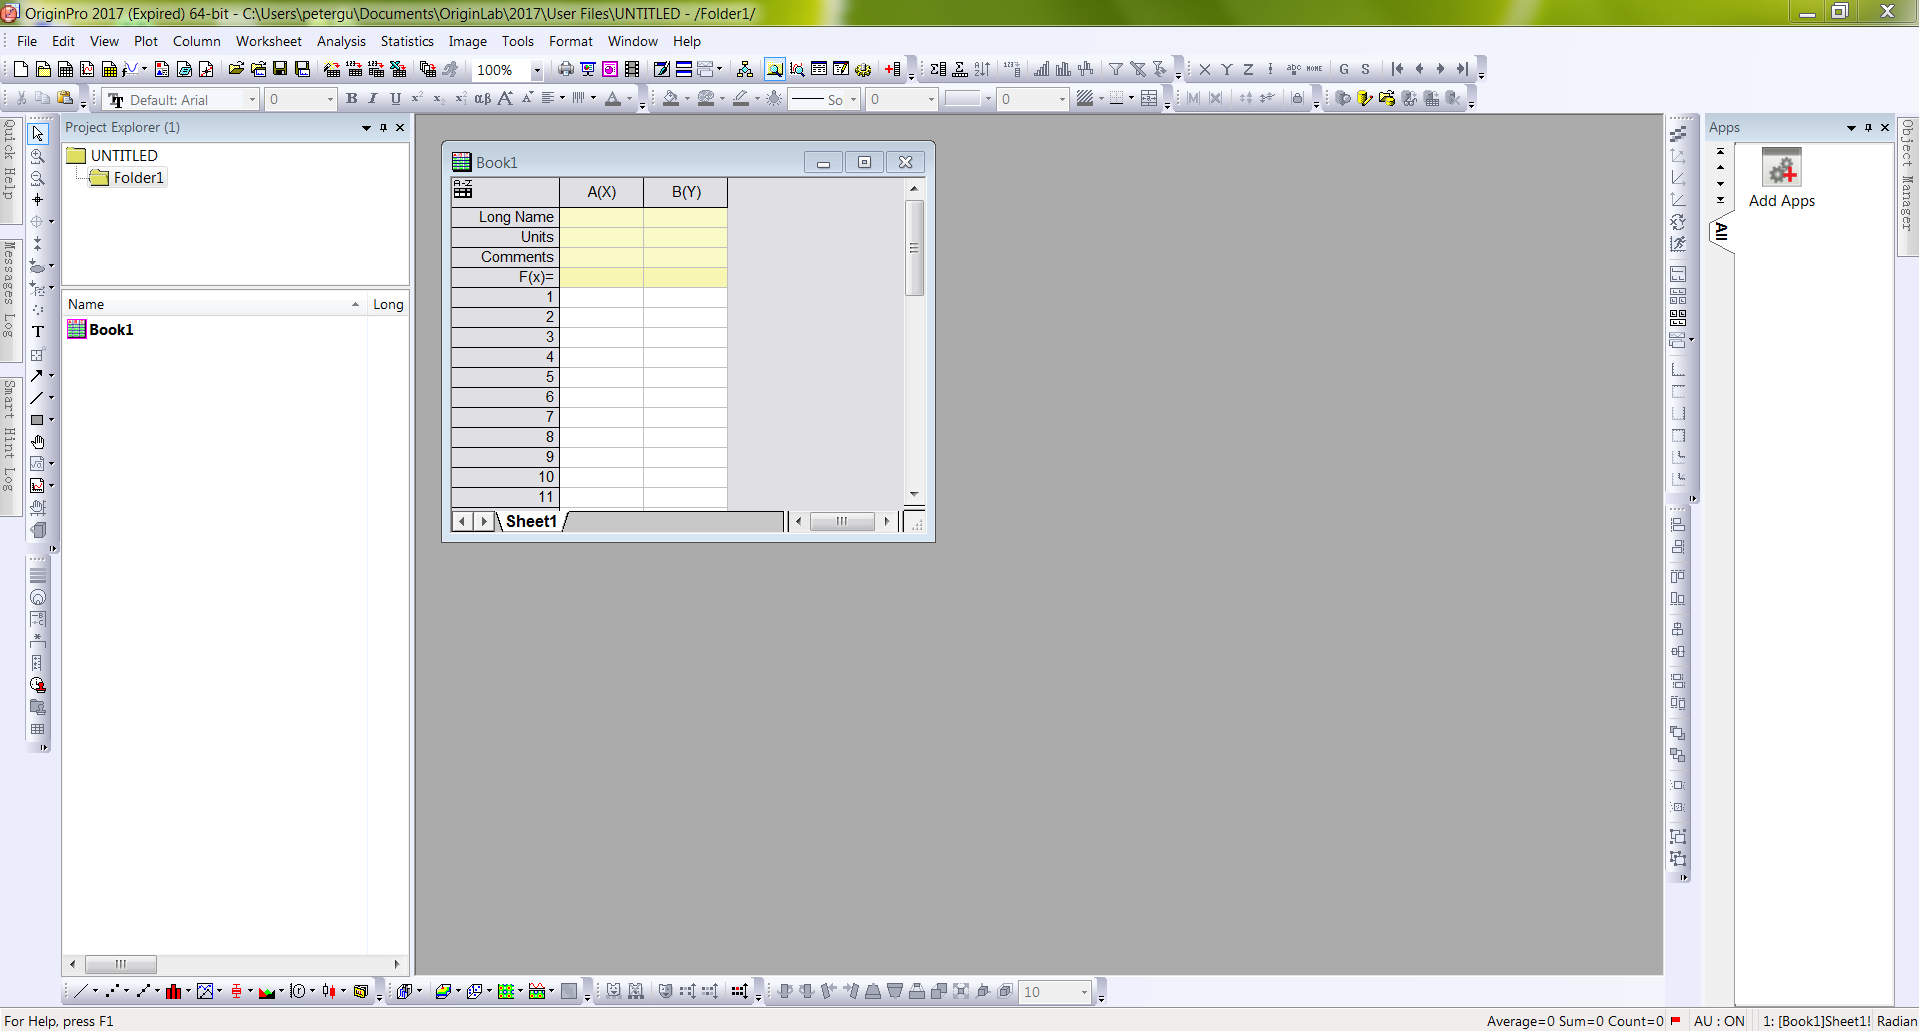 OriginPro 2017 (Expired) 64-bit - C:\Users\petergu\Documents\OriginLab\2017\User Files\UNTITLED - /Folder1/
File Edit View Plot Column Worksheet Analysis Statistics Image Tools Format Window Help
100%
X Y Z
G S
Default: Arial 0
B I U
αβ A A
A
So 0 0
Quick Help
Messages Log
Smart Hint Log
Project Explorer (1)
UNTITLED
Folder1
Name Long
Book1
T
Book1
A(X) B(Y)
Long Name
Units
Comments
F(x)=
1
2
3
4
5
6
7
8
9
10
11
Sheet1
Apps
Add Apps
All
Object Manager
10
For Help, press F1
Average=0 Sum=0 Count=0 AU : ON 1: [Book1]Sheet1! Radian